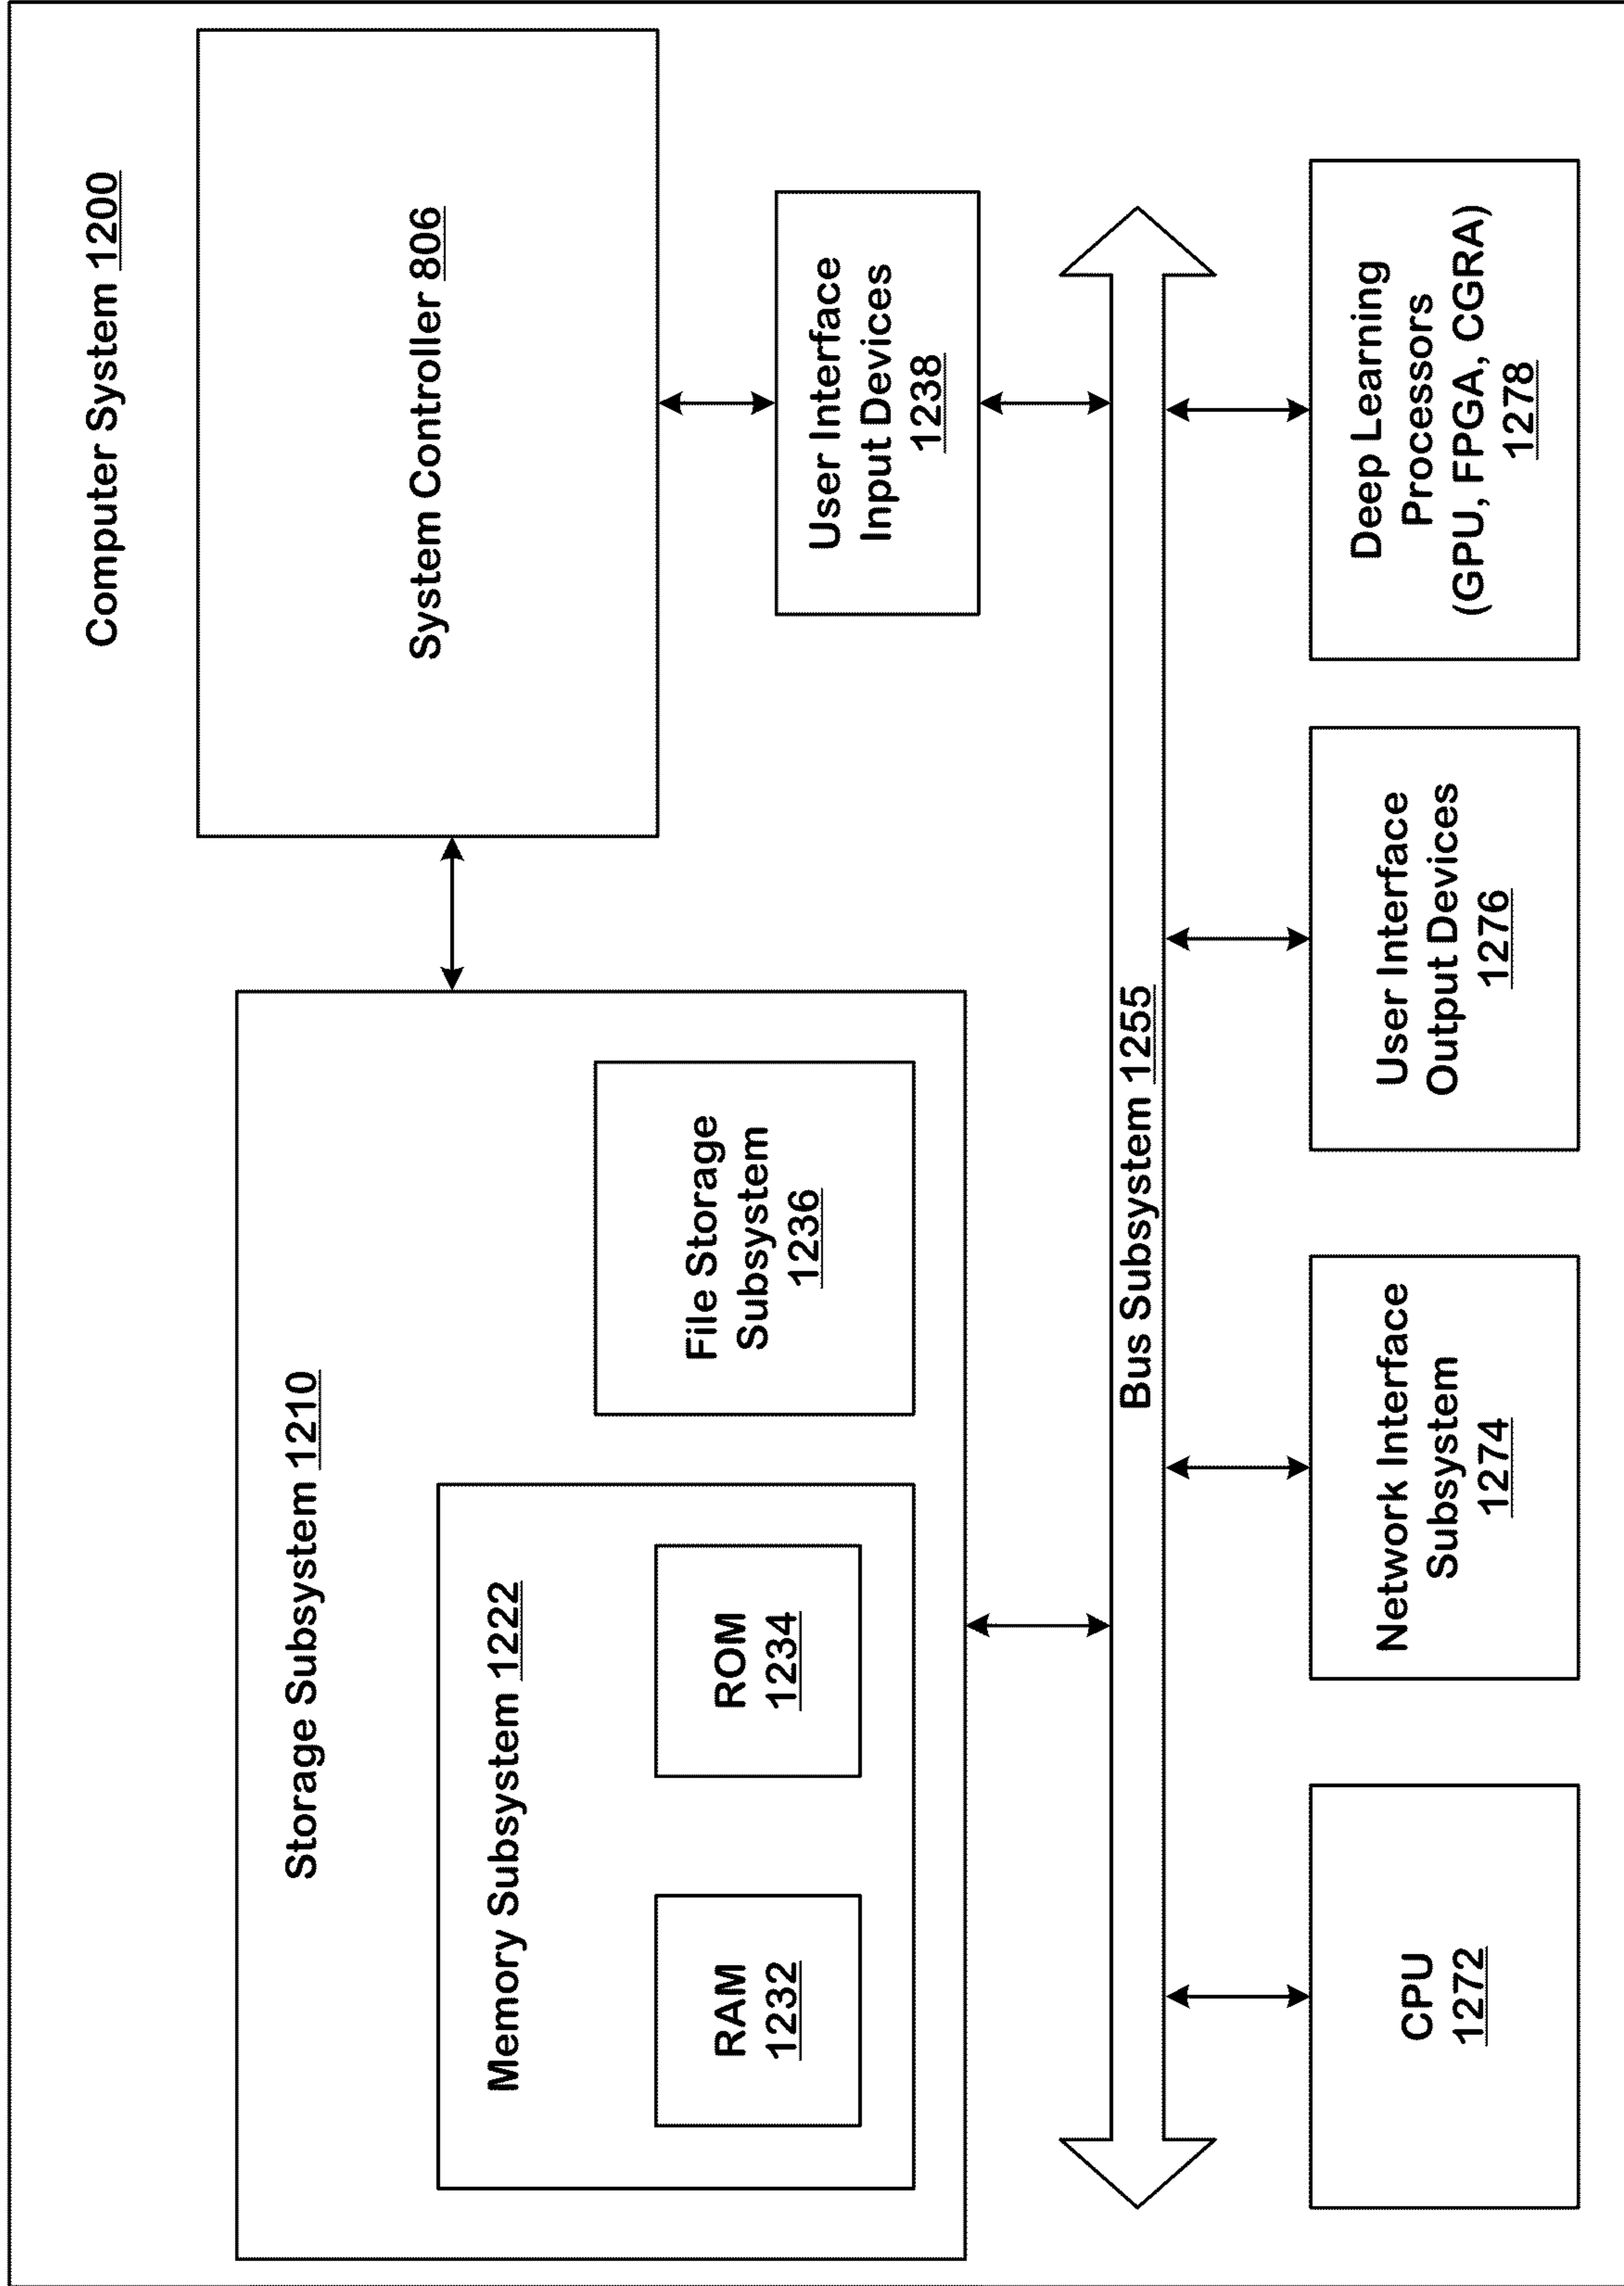 Computer System 1200
Storage Subsystem 1210
System Controller 806
Memory Subsystem 1222
RAM
1232
ROM
1234
File Storage
Subsystem
1236
User Interface
Input Devices
1238
Bus Subsystem 1255
CPU
1272
Network Interface
Subsystem
1274
User Interface
Output Devices
1276
Deep Learning
Processors
(GPU, FPGA, CGRA)
1278